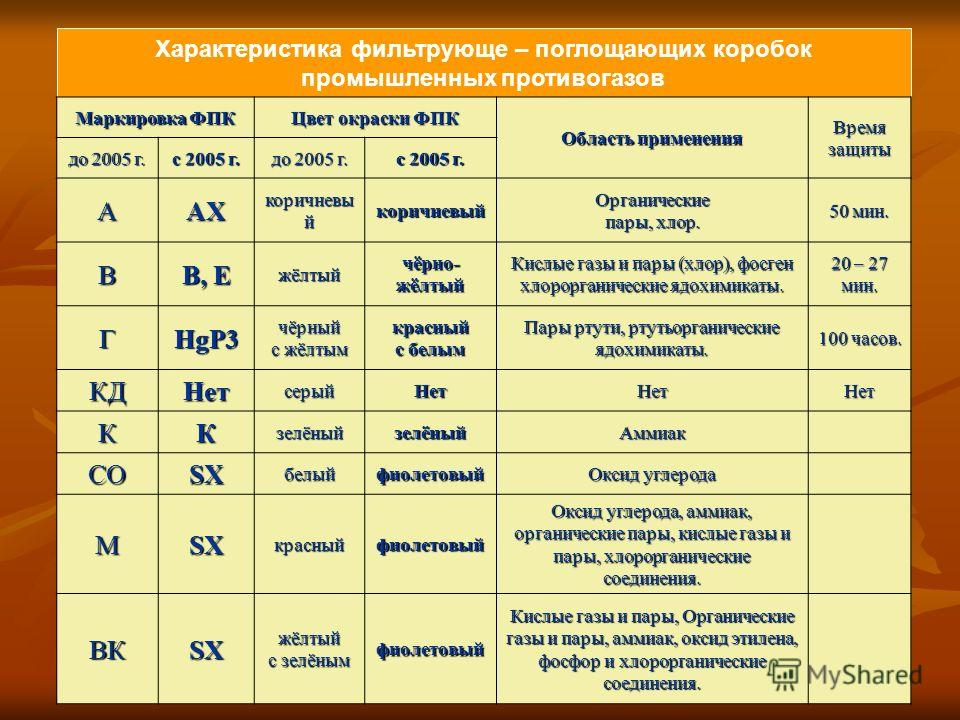 Характеристика фильтрующе – поглощающих коробок
промышленных противогазов
Маркировка ФПК
Цвет окраски ФПК
Область применения
Время
защиты
до 2005 г.
с 2005 г.
до 2005 г.
с 2005 г.
А
АХ
коричневы
й
коричневый
Органические
пары, хлор.
50 мин.
В
В, Е
жёлтый
чёрно-
жёлтый
Кислые газы и пары (хлор), фосген
хлорорганические ядохимикаты.
20 – 27
мин.
Г
HgP3
чёрный
с жёлтым
красный
с белым
Пары ртути, ртутьорганические
ядохимикаты.
100 часов.
КД
Нет
серый
Нет
Нет
Нет
К
К
зелёный
зелёный
Аммиак
СО
SX
белый
фиолетовый
Оксид углерода
М
SX
красный
фиолетовый
Оксид углерода, аммиак,
органические пары, кислые газы и
пары, хлорорганические
соединения.
ВК
SX
жёлтый
с зелёным
фиолетовый
Кислые газы и пары, Органические
газы и пары, аммиак, оксид этилена,
фосфор и хлорорганические
соединения.
MyShared